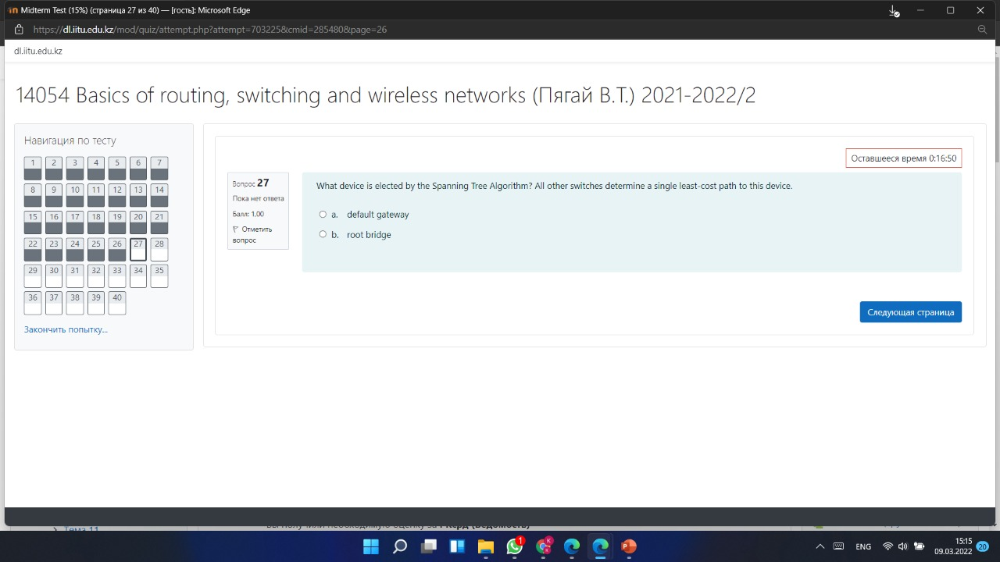 Midterm Test (15%) (страница 27 из 40) — [гость]: Microsoft Edge
https://dl.iitu.edu.kz/mod/quiz/attempt.php?attempt=703225&cmid=285480&page=26
dl.iitu.edu.kz
14054 Basics of routing, switching and wireless networks (Пягай В.Т.) 2021-2022/2
Навигация по тесту
1 2 3 4 5 6 7
8 9 10 11 12 13 14
15 16 17 18 19 20 21
22 23 24 25 26 27 28
29 30 31 32 33 34 35
36 37 38 39 40
Закончить попытку...
Оставшееся время 0:16:50
Вопрос 27
Пока нет ответа
Балл: 1,00
Отметить
вопрос
What device is elected by the Spanning Tree Algorithm? All other switches determine a single least-cost path to this device.
a. default gateway
b. root bridge
Следующая страница
Тема 11
1
K
P
ENG
15:15
09.03.2022
20